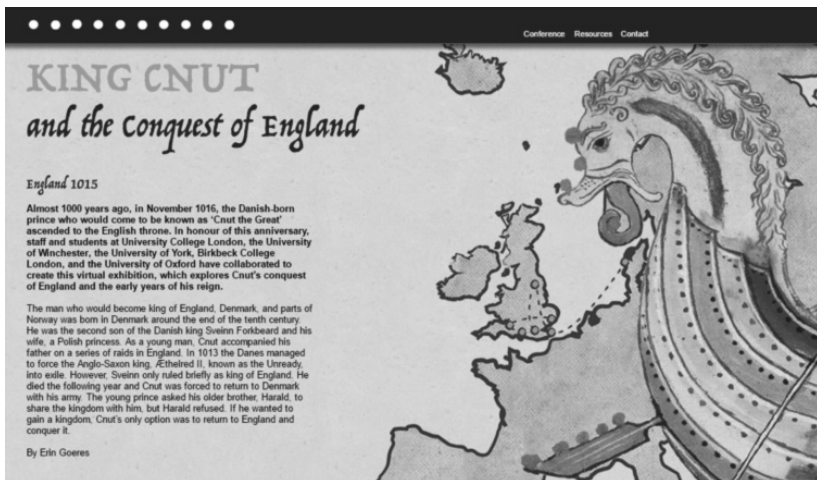 Conference Resources Contact
KING CNUT
and the Conquest of England
England 1015
Almost 1000 years ago, in November 1016, the Danish-born
prince who would come to be known as ‘Cnut the Great’
ascended to the English throne. In honour of this anniversary,
staff and students at University College London, the University
of Winchester, the University of York, Birkbeck College
London, and the University of Oxford have collaborated to
create this virtual exhibition, which explores Cnut's conquest
of England and the early years of his reign.
The man who would become king of England, Denmark, and parts of
Norway was born in Denmark around the end of the tenth century.
He was the second son of the Danish king Sveinn Forkbeard and his
wife, a Polish princess. As a young man, Cnut accompanied his
father on a series of raids in England. In 1013 the Danes managed
to force the Anglo-Saxon king, Æthelred II, known as the Unready,
into exile. However, Sveinn only ruled briefly as king of England. He
died the following year and Cnut was forced to return to Denmark
with his army. The young prince asked his older brother, Harald, to
share the kingdom with him, but Harald refused. If he wanted to
gain a kingdom, Cnut's only option was to return to England and
conquer it.
By Erin Goeres